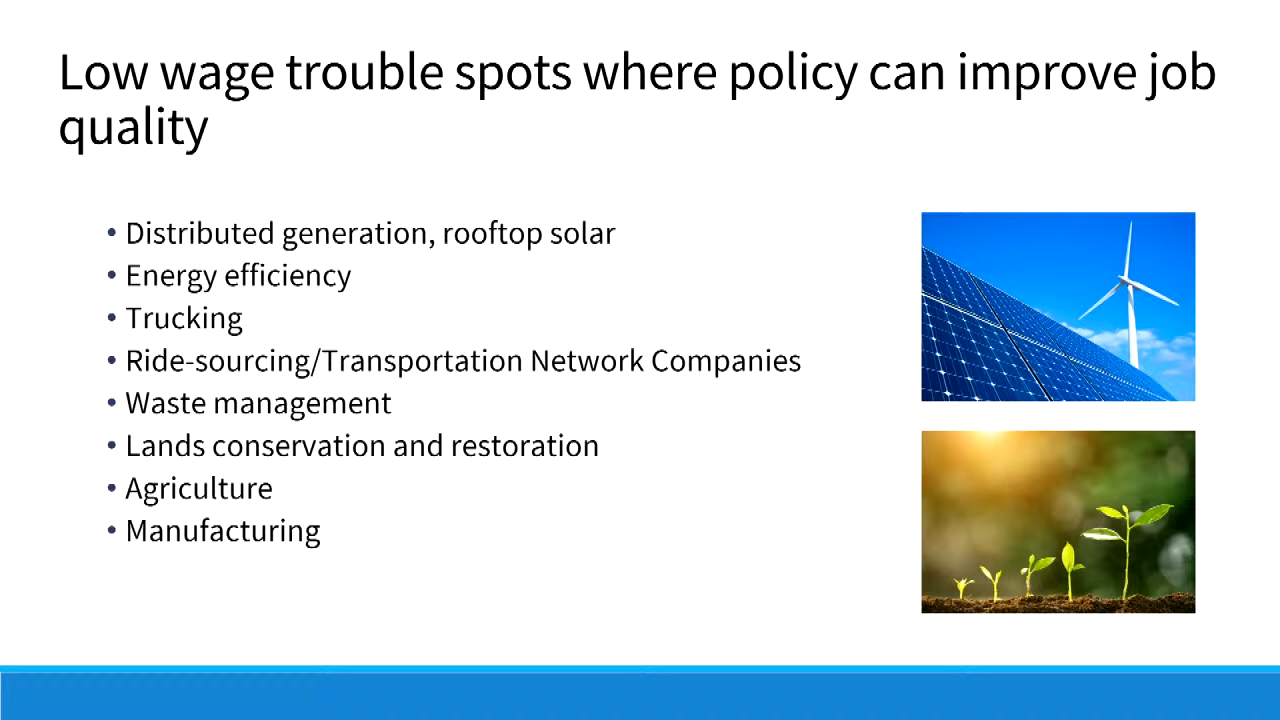 Low wage trouble spots where policy can improve job
quality
• Distributed generation, rooftop solar
• Energy efficiency
• Trucking
• Ride-sourcing/Transportation Network Companies
• Waste management
• Lands conservation and restoration
• Agriculture
• Manufacturing